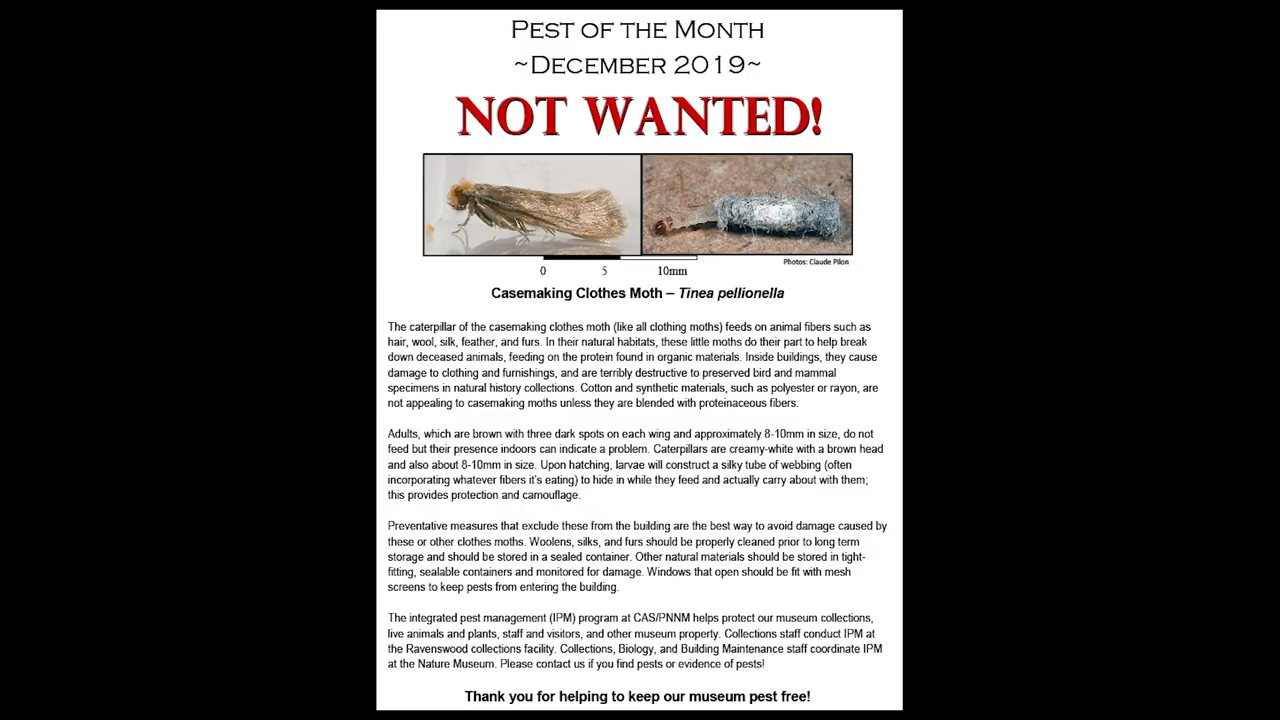 PEST OF THE MONTH
~DECEMBER 2019~
NOT WANTED!
Photos: Claude Pilon
0 5 10mm
Casemaking Clothes Moth – Tinea pellionella
The caterpillar of the casemaking clothes moth (like all clothing moths) feeds on animal fibers such as
hair, wool, silk, feather, and furs. In their natural habitats, these little moths do their part to help break
down deceased animals, feeding on the protein found in organic materials. Inside buildings, they cause
damage to clothing and furnishings, and are terribly destructive to preserved bird and mammal
specimens in natural history collections. Cotton and synthetic materials, such as polyester or rayon, are
not appealing to casemaking moths unless they are blended with proteinaceous fibers.
Adults, which are brown with three dark spots on each wing and approximately 8-10mm in size, do not
feed but their presence indoors can indicate a problem. Caterpillars are creamy-white with a brown head
and also about 8-10mm in size. Upon hatching, larvae will construct a silky tube of webbing (often
incorporating whatever fibers it's eating) to hide in while they feed and actually carry about with them;
this provides protection and camouflage.
Preventative measures that exclude these from the building are the best way to avoid damage caused by
these or other clothes moths. Woolens, silks, and furs should be properly cleaned prior to long term
storage and should be stored in a sealed container. Other natural materials should be stored in tight-
fitting, sealable containers and monitored for damage. Windows that open should be fit with mesh
screens to keep pests from entering the building.
The integrated pest management (IPM) program at CAS/PNNM helps protect our museum collections,
live animals and plants, staff and visitors, and other museum property. Collections staff conduct IPM at
the Ravenswood collections facility. Collections, Biology, and Building Maintenance staff coordinate IPM
at the Nature Museum. Please contact us if you find pests or evidence of pests!
Thank you for helping to keep our museum pest free!